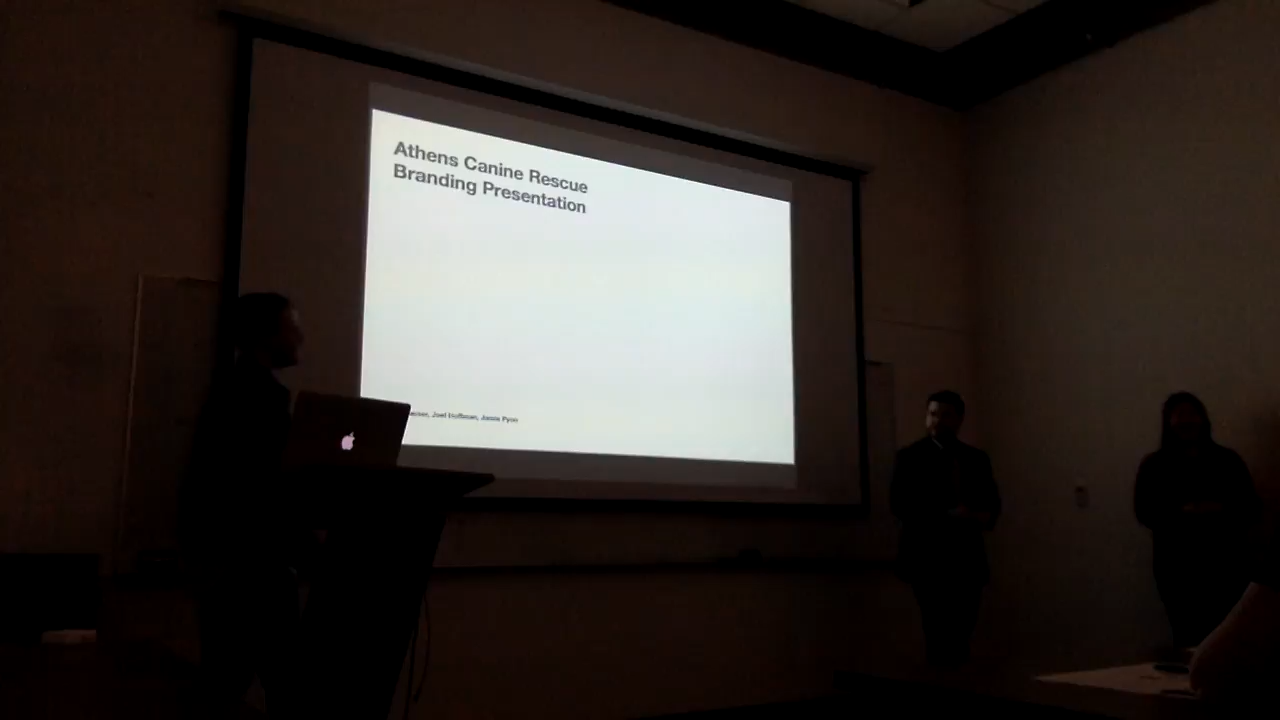 Athens Canine Rescue
Branding Presentation
Joel Hoffman, Jamie Pyon